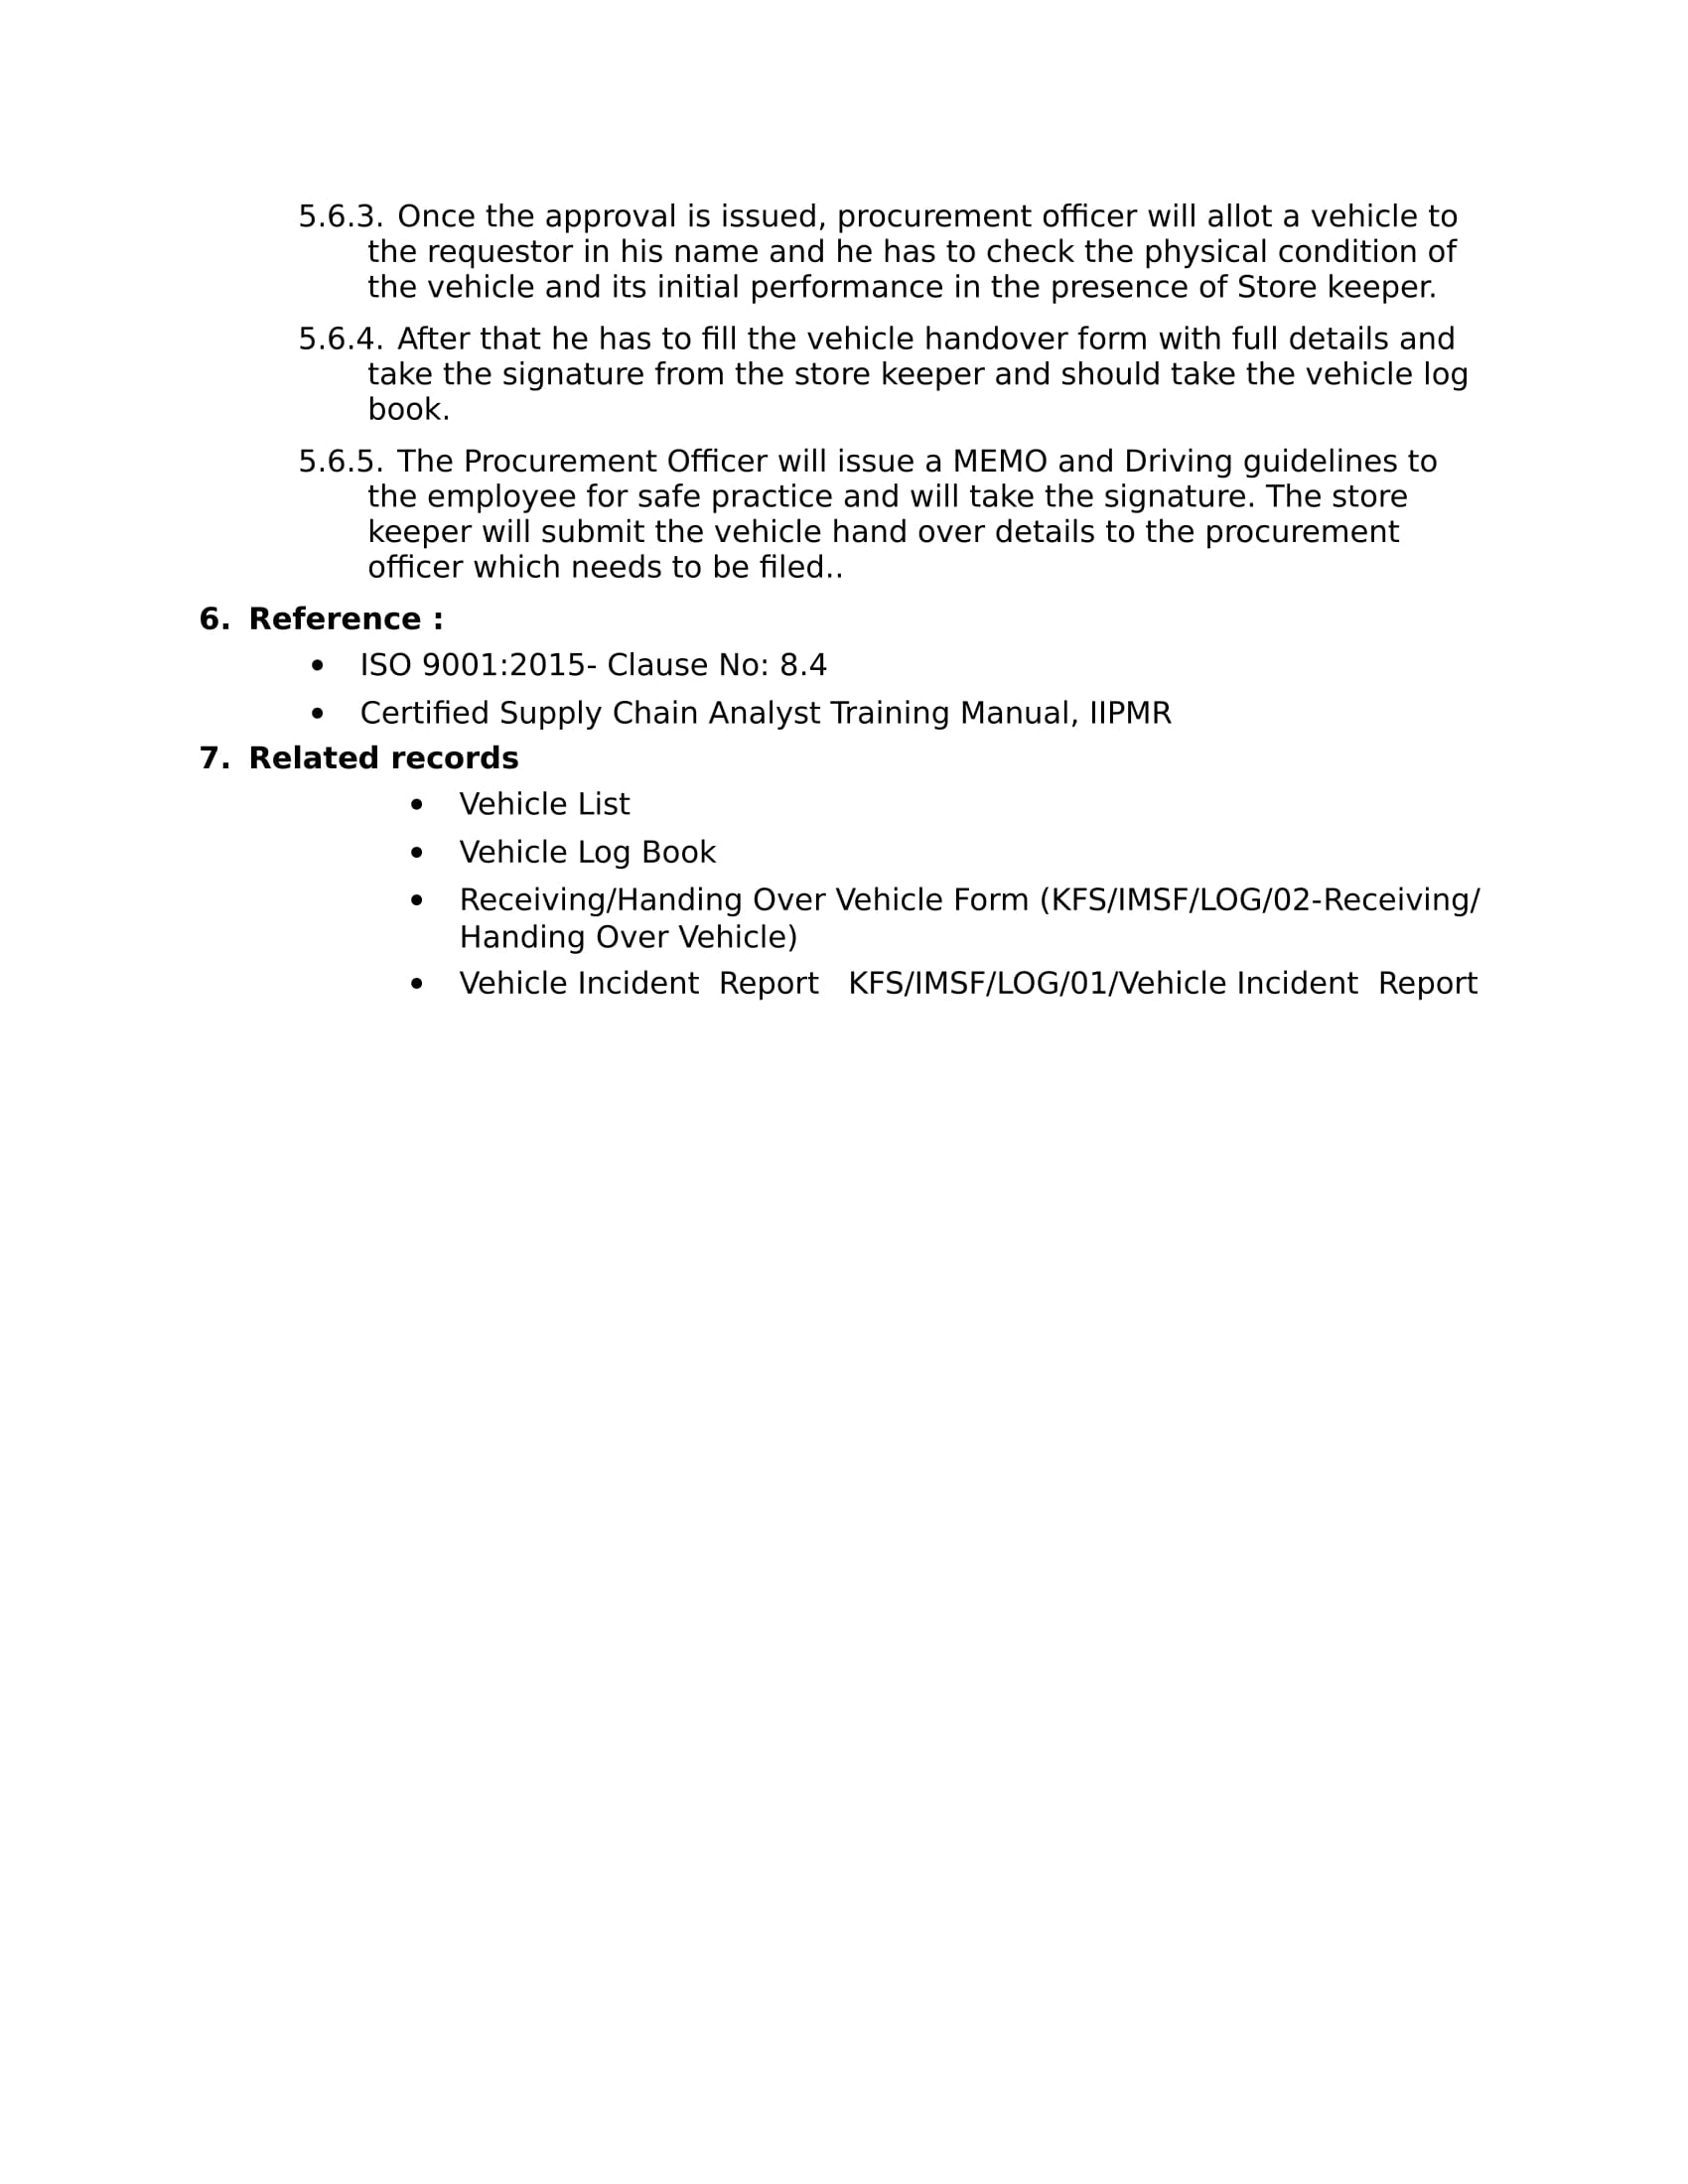 5.6.3. Once the approval is issued, procurement officer will allot a vehicle to
the requestor in his name and he has to check the physical condition of
the vehicle and its initial performance in the presence of Store keeper.
5.6.4. After that he has to fill the vehicle handover form with full details and
take the signature from the store keeper and should take the vehicle log
book.
5.6.5. The Procurement Officer will issue a MEMO and Driving guidelines to
the employee for safe practice and will take the signature. The store
keeper will submit the vehicle hand over details to the procurement
officer which needs to be filed..
6. Reference :
• ISO 9001:2015- Clause No: 8.4
• Certified Supply Chain Analyst Training Manual, IIPMR
7. Related records
• Vehicle List
• Vehicle Log Book
• Receiving/Handing Over Vehicle Form (KFS/IMSF/LOG/02-Receiving/
Handing Over Vehicle)
• Vehicle Incident  Report   KFS/IMSF/LOG/01/Vehicle Incident  Report